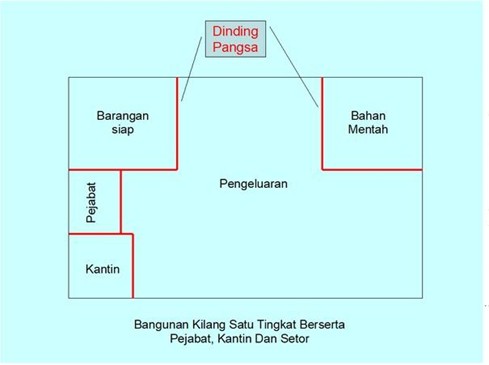 Dinding
Pangsa
Barangan
siap
Bahan
Mentah
Pengeluaran
Pejabat
Kantin
Bangunan Kilang Satu Tingkat Berserta
Pejabat, Kantin Dan Setor